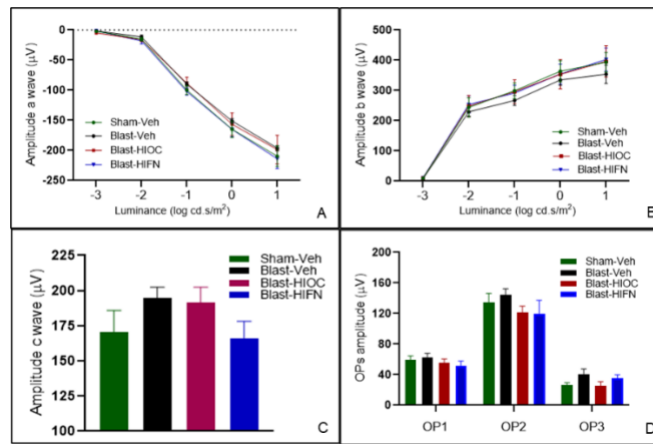 0
-50
-100
-150
-200
-250
Amplitude a wave (µV)
Sham-Veh
Blast-Veh
Blast-HIOC
Blast-HIFN
-3 -2 -1 0 1
Luminance (log cd.s/m²)
A
500
400
300
200
100
0
Amplitude b wave (µV)
Sham-Veh
Blast-Veh
Blast-HIOC
Blast-HIFN
-3 -2 -1 0 1
Luminance (log cd.s/m²)
B
225
200
175
150
125
100
Amplitude c wave (µV)
Sham-Veh
Blast-Veh
Blast-HIOC
Blast-HIFN
C
200
160
120
80
40
0
OPs amplitude (µV)
Sham-Veh
Blast-Veh
Blast-HIOC
Blast-HIFN
OP1 OP2 OP3
D